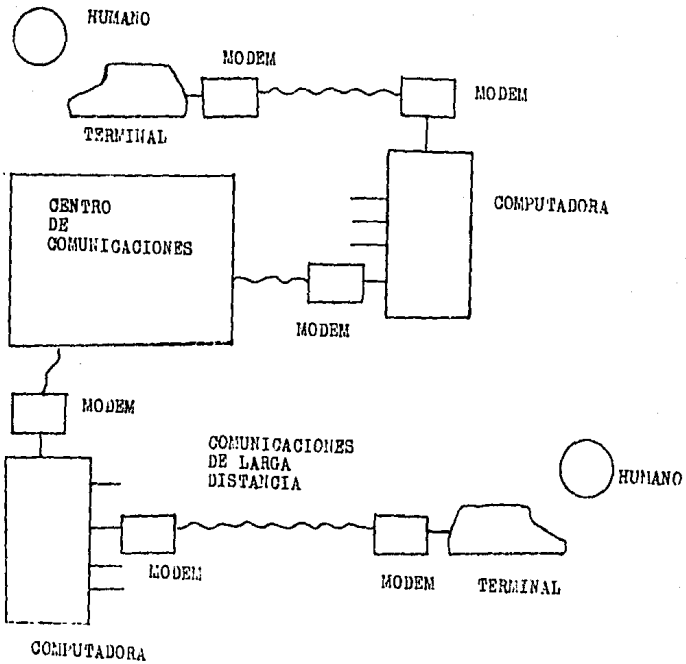 HUMANO
MODEM
MODEM
TERMINAL
COMPUTADORA
CENTRO
DE
COMUNICACIONES
MODEM
MODEM
COMUNICACIONES
DE LARGA
DISTANCIA
HUMANO
MODEM
MODEM
TERMINAL
COMPUTADORA